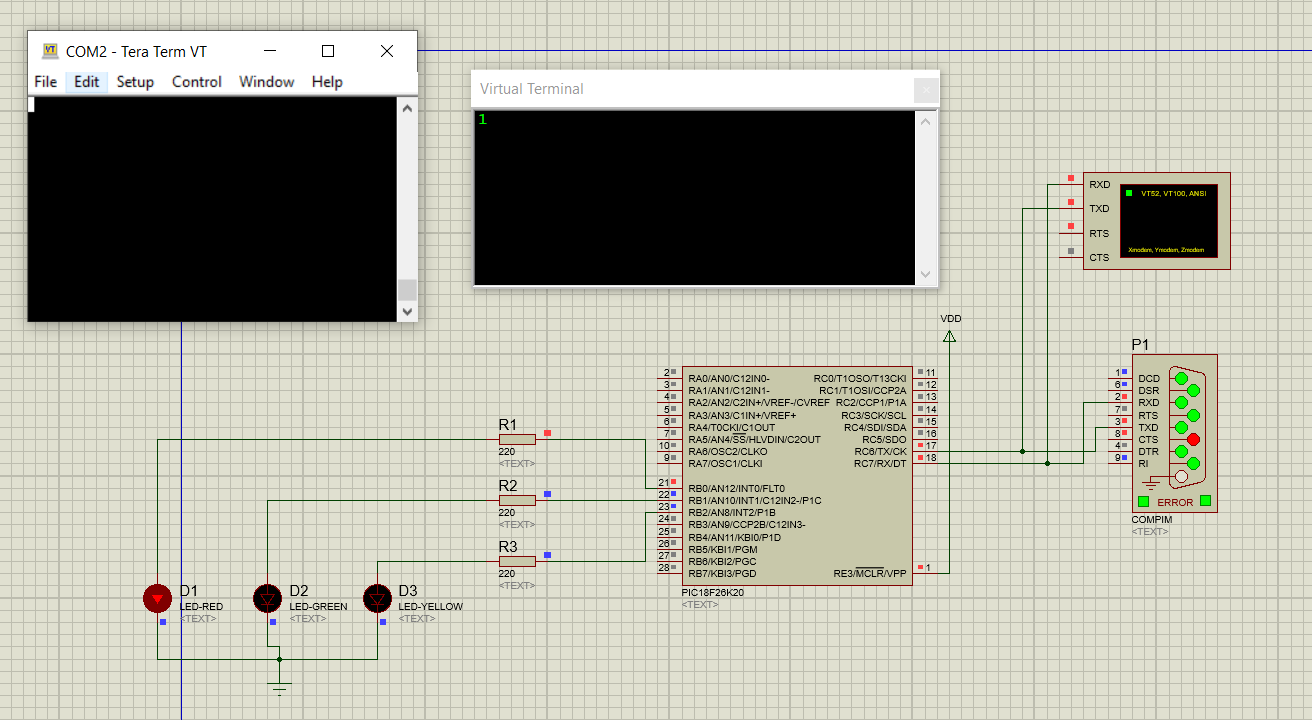 COM2 - Tera Term VT
File Edit Setup Control Window Help
Virtual Terminal
1
RXD
TXD
RTS
CTS
VT52, VT100, ANSI
Xmodem, Ymodem, Zmodem
VDD
P1
1 DCD
6 DSR
2 RXD
7 RTS
3 TXD
8 CTS
4 DTR
9 RI
ERROR
COMPIM
<TEXT>
2 RA0/AN0/C12IN0- RC0/T1OSO/T13CKI 11
3 RA1/AN1/C12IN1- RC1/T1OSI/CCP2A 12
4 RA2/AN2/C2IN+/VREF-/CVREF RC2/CCP1/P1A 13
5 RA3/AN3/C1IN+/VREF+ RC3/SCK/SCL 14
6 RA4/T0CKI/C1OUT RC4/SDI/SDA 15
7 RA5/AN4/SS/HLVDIN/C2OUT RC5/SDO 16
10 RA6/OSC2/CLKO RC6/TX/CK 17
9 RA7/OSC1/CLKI RC7/RX/DT 18
21 RB0/AN12/INT0/FLT0
22 RB1/AN10/INT1/C12IN2-/P1C
23 RB2/AN8/INT2/P1B
24 RB3/AN9/CCP2B/C12IN3-
25 RB4/AN11/KBI0/P1D
26 RB5/KBI1/PGM
27 RB6/KBI2/PGC
28 RB7/KBI3/PGD RE3/MCLR/VPP 1
PIC18F26K20
<TEXT>
R1
220
<TEXT>
R2
220
<TEXT>
R3
220
<TEXT>
D1
LED-RED
<TEXT>
D2
LED-GREEN
<TEXT>
D3
LED-YELLOW
<TEXT>